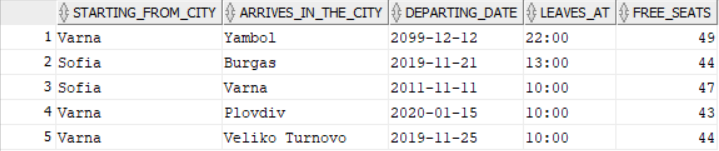 STARTING_FROM_CITY ARRIVES_IN_THE_CITY DEPARTING_DATE LEAVES_AT FREE_SEATS
1 Varna Yambol 2099-12-12 22:00 49
2 Sofia Burgas 2019-11-21 13:00 44
3 Sofia Varna 2011-11-11 10:00 47
4 Varna Plovdiv 2020-01-15 10:00 43
5 Varna Veliko Turnovo 2019-11-25 10:00 44